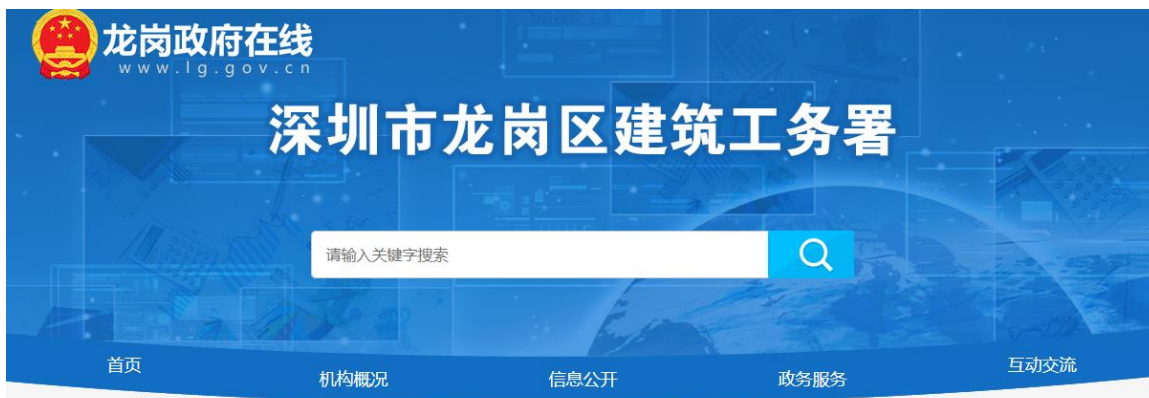 龙岗政府在线
www.lg.gov.cn
深圳市龙岗区建筑工务署
请输入关键字搜索
首页
机构概况
信息公开
政务服务
互动交流